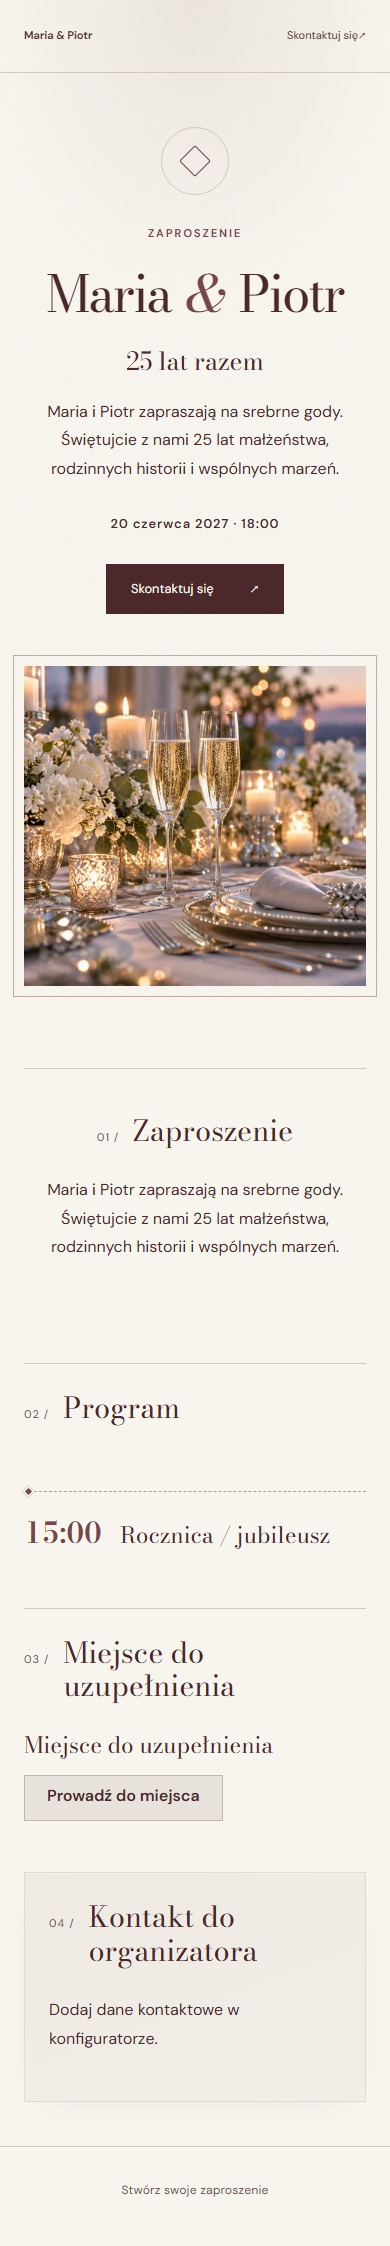 Maria & Piotr
Skontaktuj się↗
ZAPROSZENIE
Maria & Piotr
25 lat razem
Maria i Piotr zapraszają na srebrne gody.
Świętujcie z nami 25 lat małżeństwa,
rodzinnych historii i wspólnych marzeń.
20 czerwca 2027 · 18:00
Skontaktuj się ↗
01 / Zaproszenie
Maria i Piotr zapraszają na srebrne gody.
Świętujcie z nami 25 lat małżeństwa,
rodzinnych historii i wspólnych marzeń.
02 / Program
15:00 Rocznica / jubileusz
03 / Miejsce do
uzupełnienia
Miejsce do uzupełnienia
Prowadź do miejsca
04 / Kontakt do
organizatora
Dodaj dane kontaktowe w
konfiguratorze.
Stwórz swoje zaproszenie